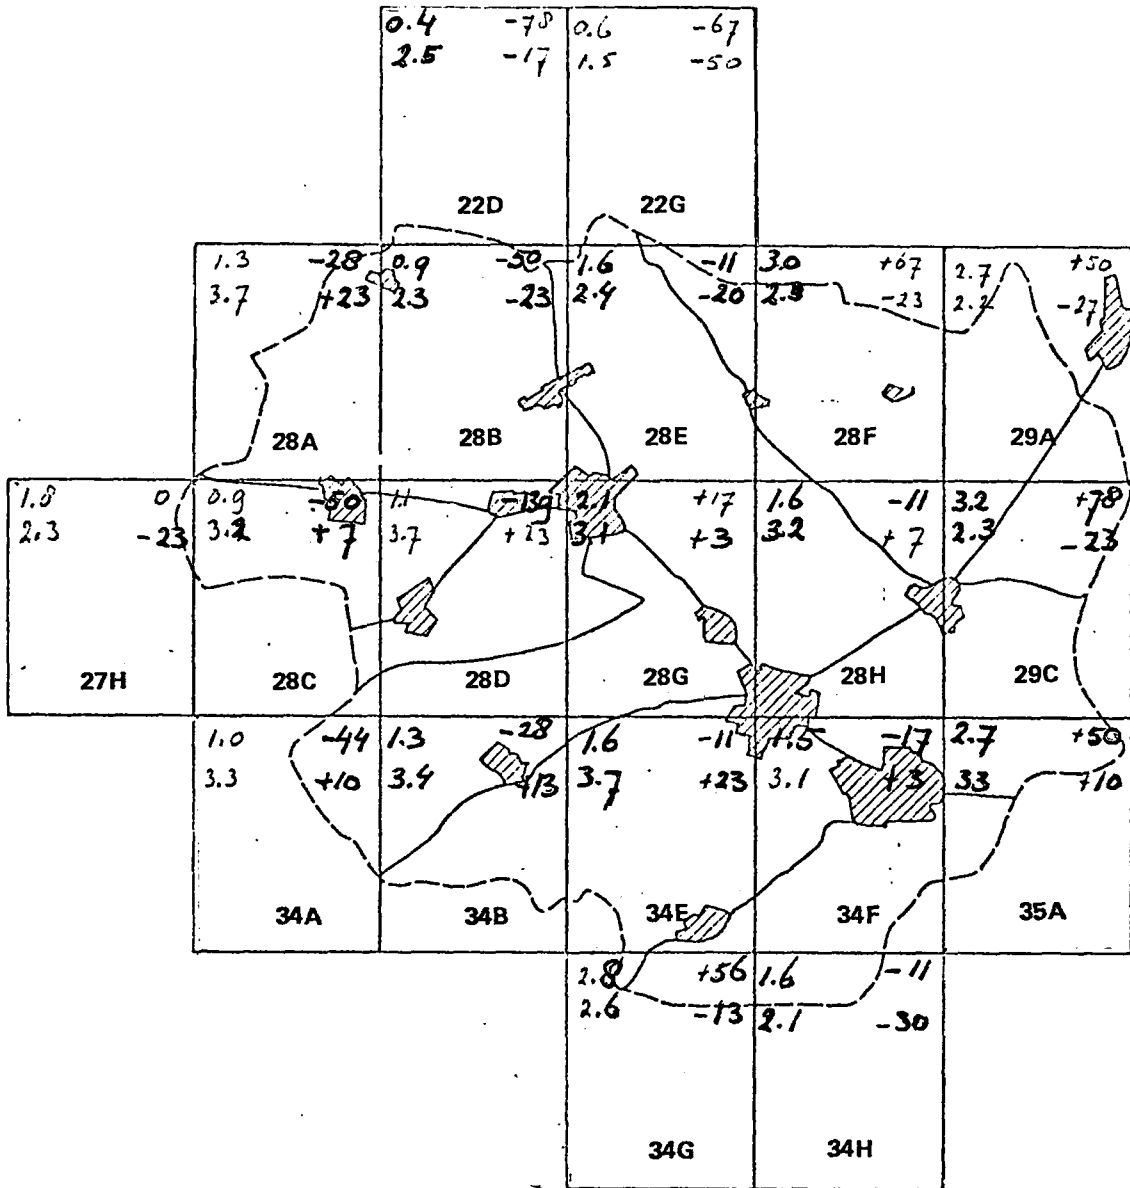 0.4 -78 0.6 -67
2.5 -17 1.5 -50
22D 22G
1.3 -28 0.9 -50 1.6 -11 3.0 +67 2.7 +50
3.7 +23 2.3 -23 2.4 -20 2.3 -23 2.2 -27
28A 28B 28E 28F 29A
1.8 0 0.9 -50 1.1 -39 2.1 +17 1.6 -11 3.2 +78
2.3 -23 3.2 +7 3.7 +23 3.1 +3 3.2 +7 2.3 -23
27H 28C 28D 28G 28H 29C
1.0 -44 1.3 -28 1.6 -11 1.5 -17 2.7 +50
3.3 +10 3.4 +13 3.7 +23 3.1 +3 33 +10
34A 34B 34E 34F 35A
2.8 +56 1.6 -11
2.6 -13 2.1 -30
34G 34H